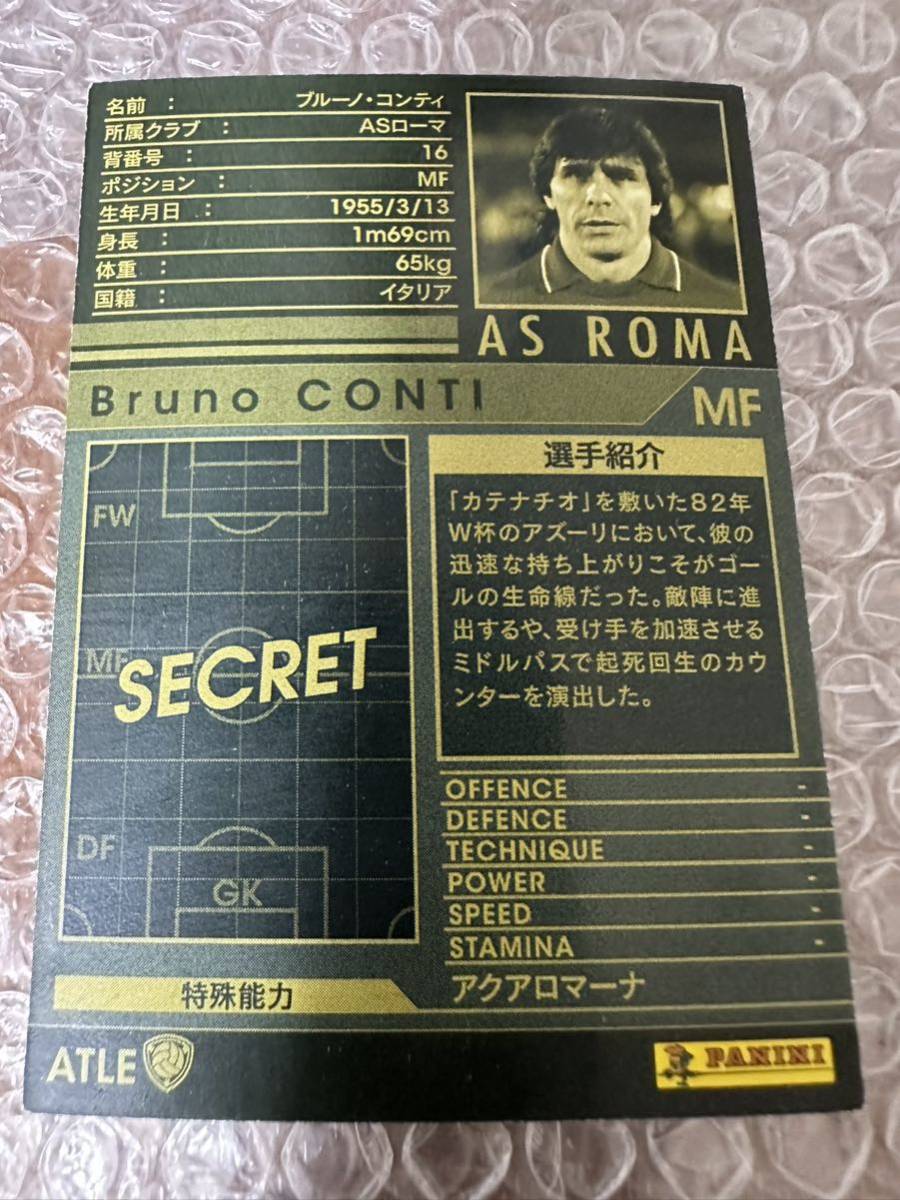 名前 : ブルーノ・コンティ
所属クラブ : ASローマ
背番号 : 16
ポジション : MF
生年月日 : 1955/3/13
身長 : 1m69cm
体重 : 65kg
国籍 : イタリア
AS ROMA
Bruno CONTI
MF
FW
MF
SECRET
DF
GK
選手紹介
「カテナチオ」を敷いた82年
W杯のアズーリにおいて、彼の
迅速な持ち上がりこそがゴー
ルの生命線だった。敵陣に進
出するや、受け手を加速させる
ミドルパスで起死回生のカウ
ンターを演出した。
OFFENCE -
DEFENCE -
TECHNIQUE -
POWER -
SPEED -
STAMINA -
特殊能力 アクアロマーナ
ATLE
PANINI